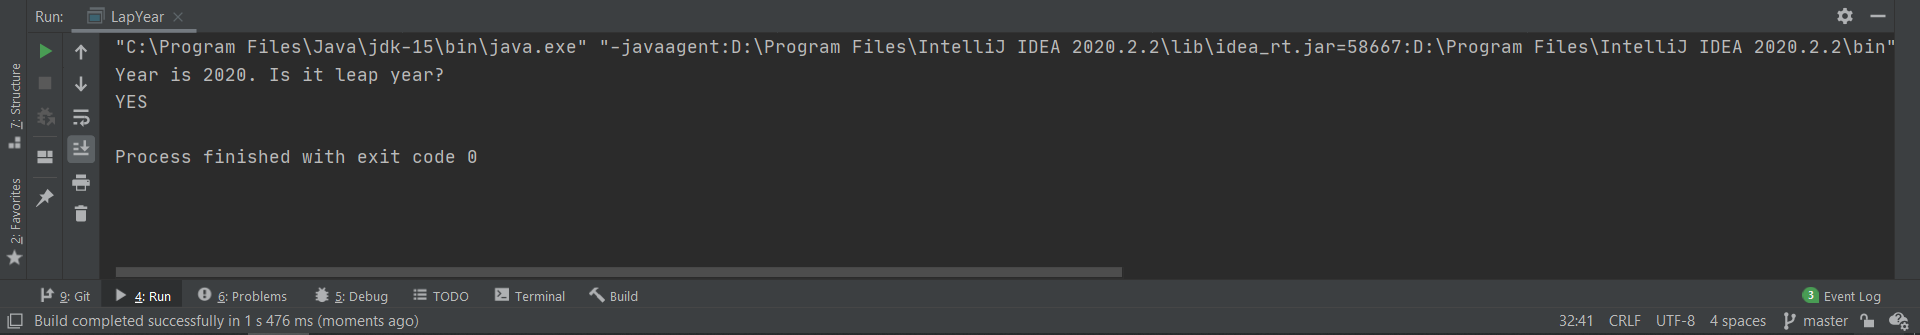 Run: LapYear
"C:\Program Files\Java\jdk-15\bin\java.exe" "-javaagent:D:\Program Files\IntelliJ IDEA 2020.2.2\lib\idea_rt.jar=58667:D:\Program Files\IntelliJ IDEA 2020.2.2\bin"
Year is 2020. Is it leap year?
YES
Process finished with exit code 0
7: Structure
2: Favorites
9: Git 4: Run 6: Problems 5: Debug TODO Terminal Build 3 Event Log
Build completed successfully in 1 s 476 ms (moments ago) 32:41 CRLF UTF-8 4 spaces master